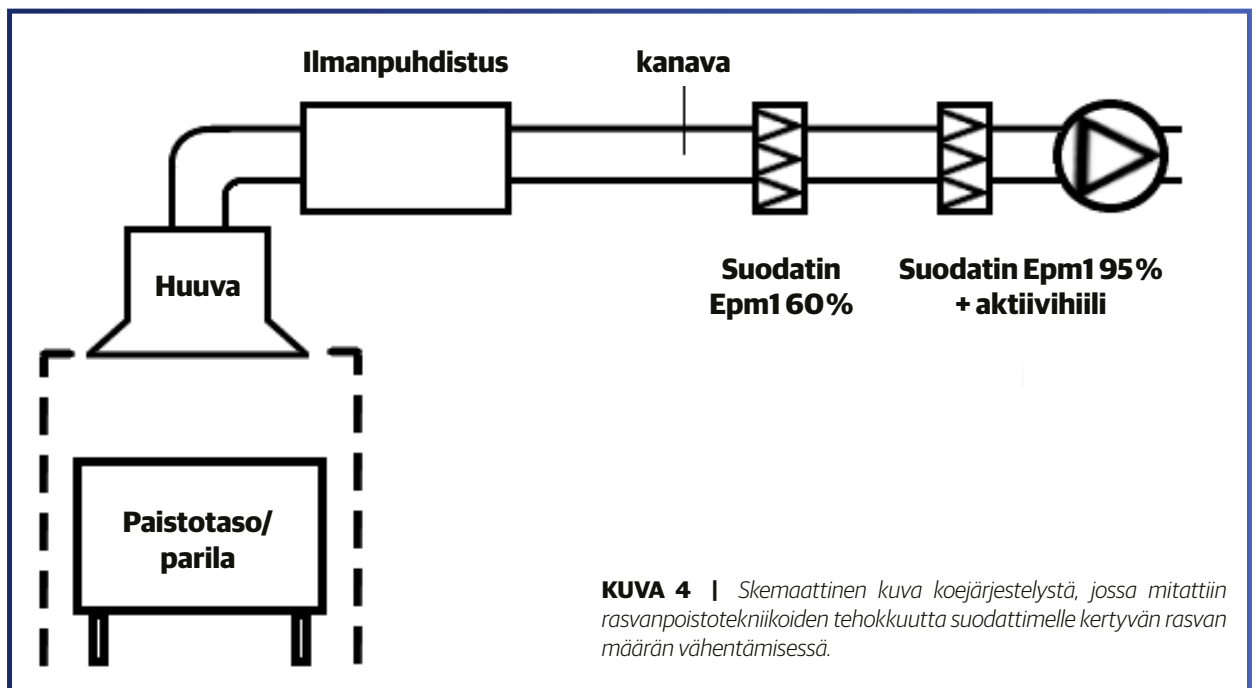 Ilmanpuhdistus
kanava
Huuva
Suodatin
Epm1 60%
Suodatin Epm1 95%
+ aktiivihiili
Paistotaso/
parila
KUVA 4 | Skemaattinen kuva koejärjestelystä, jossa mitattiin
rasvanpoistotekniikoiden tehokkuutta suodattimelle kertyvän rasvan
määrän vähentämisessä.